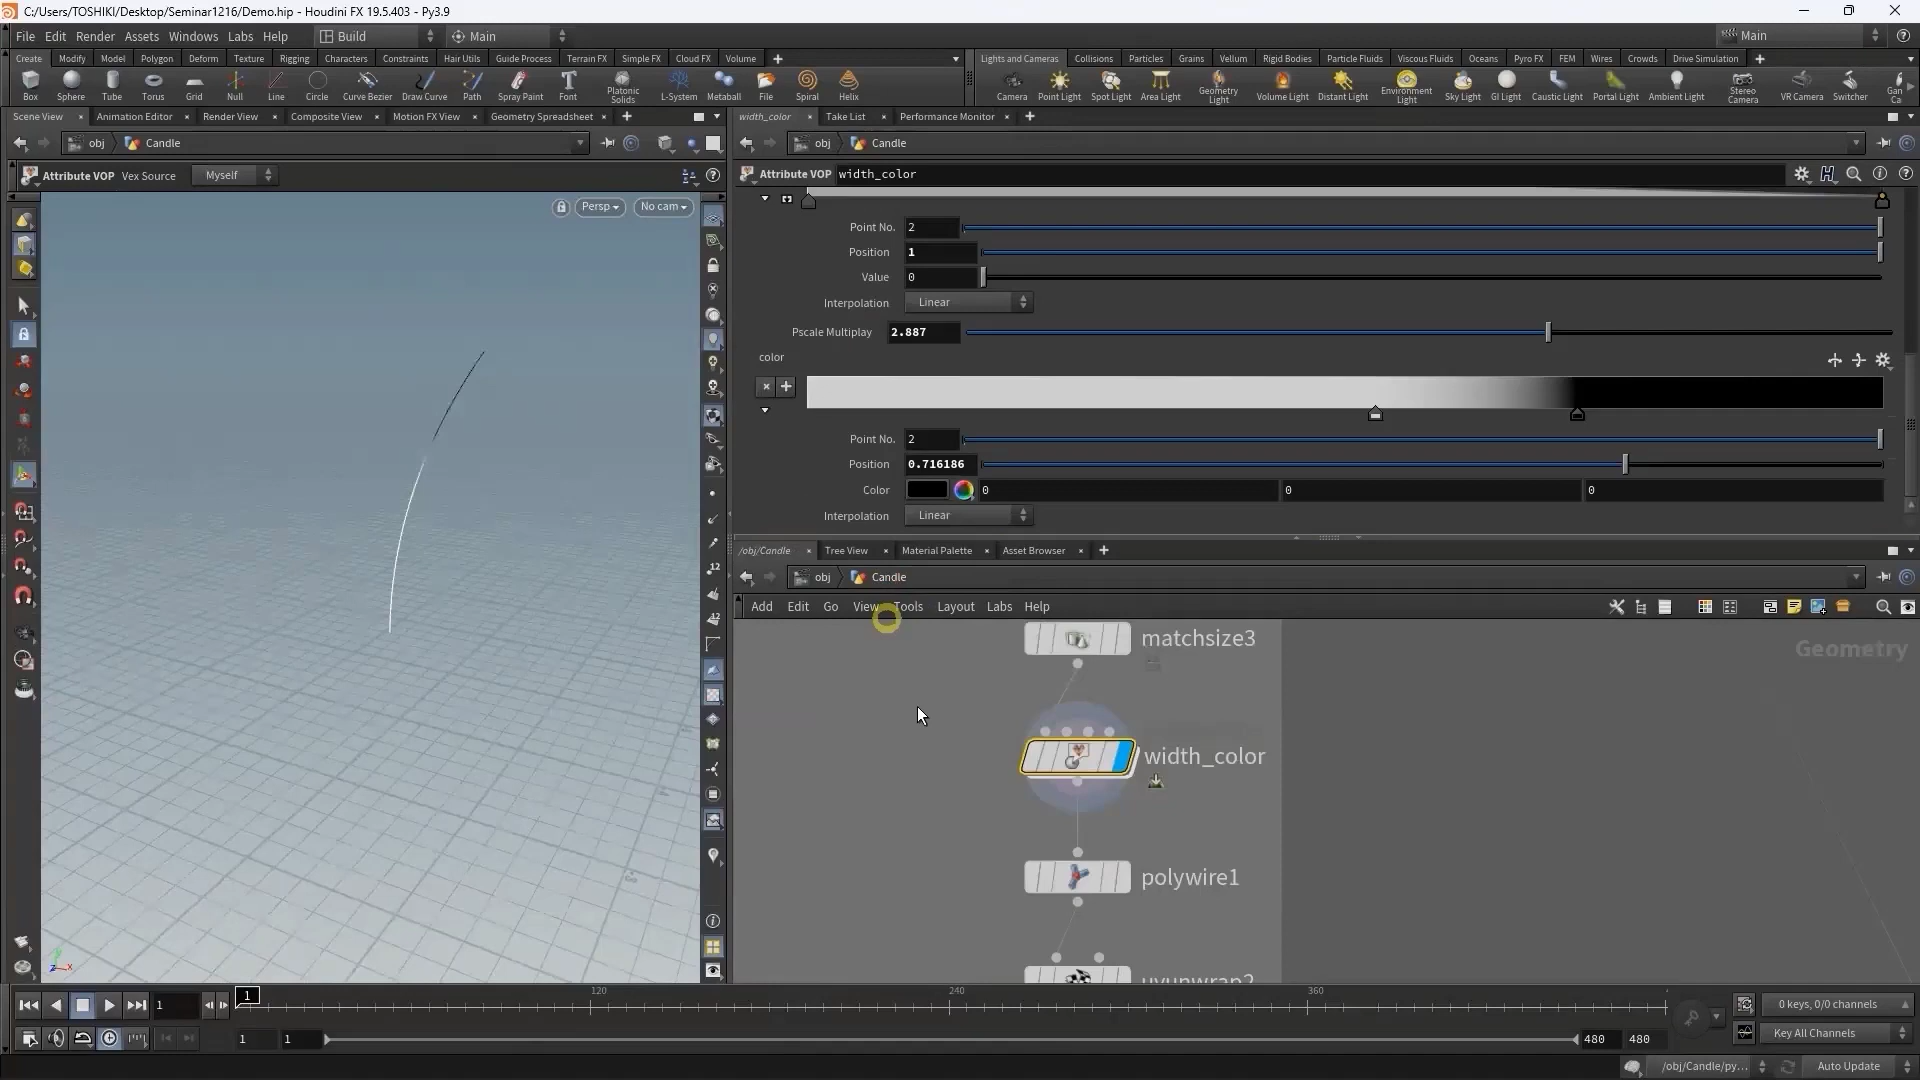 C:/Users/TOSHIKI/Desktop/Seminar1216/Demo.hip - Houdini FX 19.5.403 - Py3.9
File Edit Render Assets Windows Labs Help Build Main Main
Create Modify Model Polygon Deform Texture Rigging Characters Constraints Hair Utils Guide Process Terrain FX Simple FX Cloud FX Volume
Lights and Cameras Collisions Particles Grains Vellum Rigid Bodies Particle Fluids Viscous Fluids Oceans Pyro FX FEM Wires Crowds Drive Simulation
Box Sphere Tube Torus Grid Null Line Circle Curve Bezier Draw Curve Path Spray Paint Font Platonic Solids L-System Metaball File Spiral Helix
Camera Point Light Spot Light Area Light Geometry Light Volume Light Distant Light Environment Light Sky Light GI Light Caustic Light Portal Light Ambient Light Stereo Camera VR Camera Switcher Gan Ca
Scene View Animation Editor Render View Composite View Motion FX View Geometry Spreadsheet
width_color Take List Performance Monitor
obj Candle
obj Candle
Attribute VOP Vex Source Myself
Attribute VOP width_color
Persp No cam
Point No. 2
Position 1
Value 0
Interpolation Linear
Pscale Multiplay 2.887
color
Point No. 2
Position 0.716186
Color 0 0 0
Interpolation Linear
/obj/Candle Tree View Material Palette Asset Browser
obj Candle
Add Edit Go View Tools Layout Labs Help
Geometry
matchsize3
width_color
polywire1
uvunwrap2
1 1 120 240 360
0 keys, 0/0 channels
1 1 480 480
Key All Channels
/obj/Candle/py... Auto Update